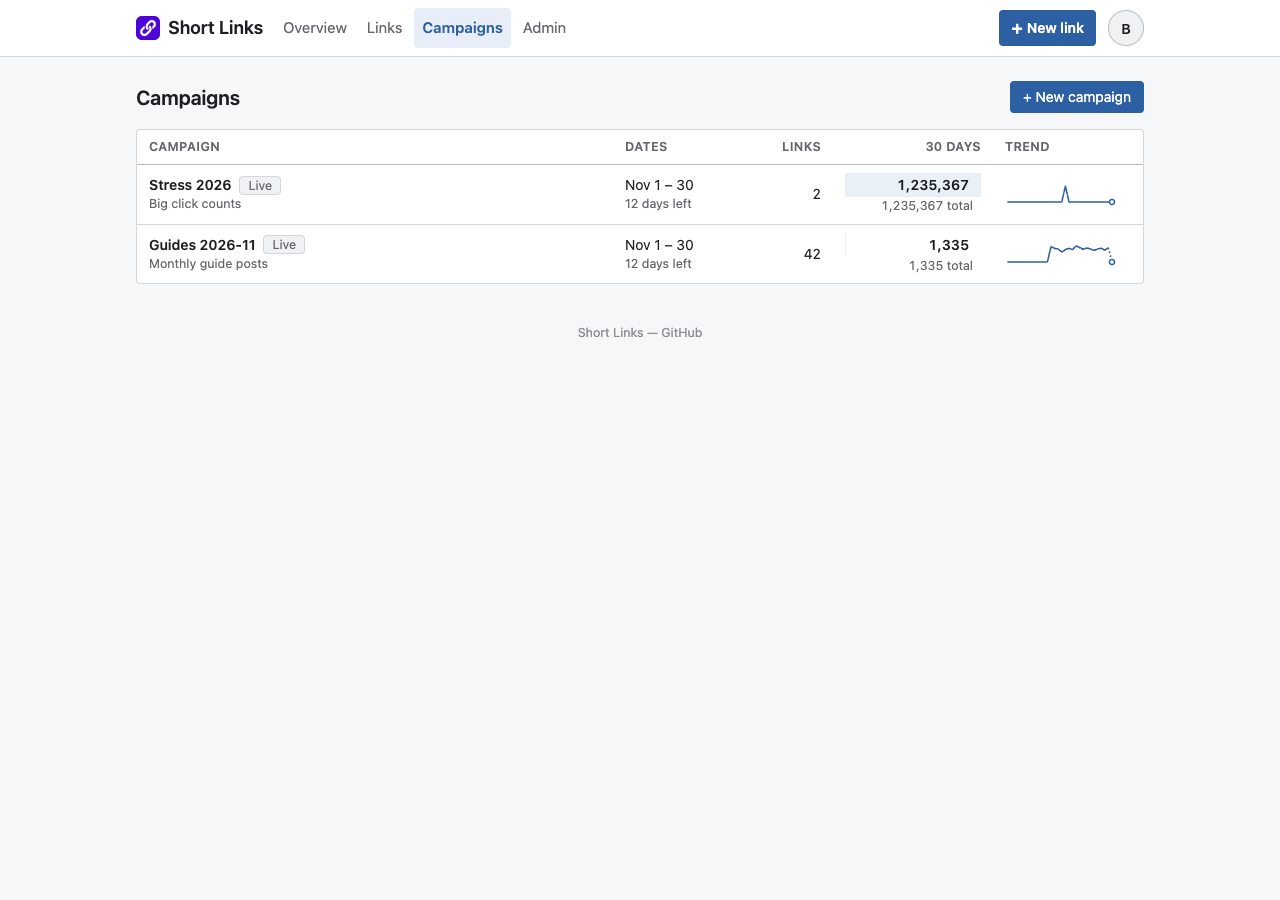 Short Links Overview Links Campaigns Admin + New link B
Campaigns + New campaign
CAMPAIGN DATES LINKS 30 DAYS TREND
Stress 2026 Live Nov 1 – 30 2 1,235,367
Big click counts 12 days left 1,235,367 total
Guides 2026-11 Live Nov 1 – 30 42 1,335
Monthly guide posts 12 days left 1,335 total
Short Links — GitHub